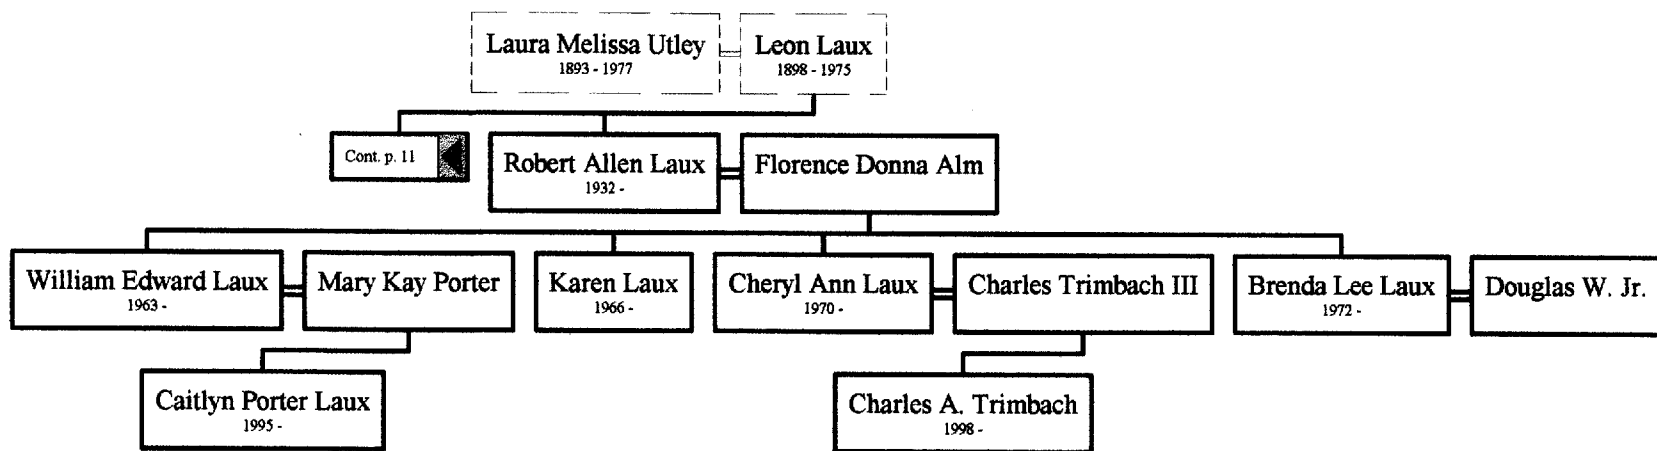 Laura Melissa Utley
1893 - 1977
Leon Laux
1898 - 1975
Cont. p. 11
Robert Allen Laux
1932 -
Florence Donna Alm
William Edward Laux
1963 -
Mary Kay Porter
Karen Laux
1966 -
Cheryl Ann Laux
1970 -
Charles Trimbach III
Brenda Lee Laux
1972 -
Douglas W. Jr.
Caitlyn Porter Laux
1995 -
Charles A. Trimbach
1998 -